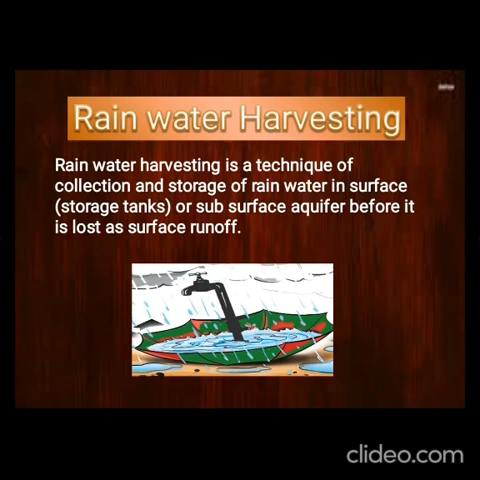 Rain water Harvesting
Rain water harvesting is a technique of
collection and storage of rain water in surface
(storage tanks) or sub surface aquifer before it
is lost as surface runoff.
clideo.com